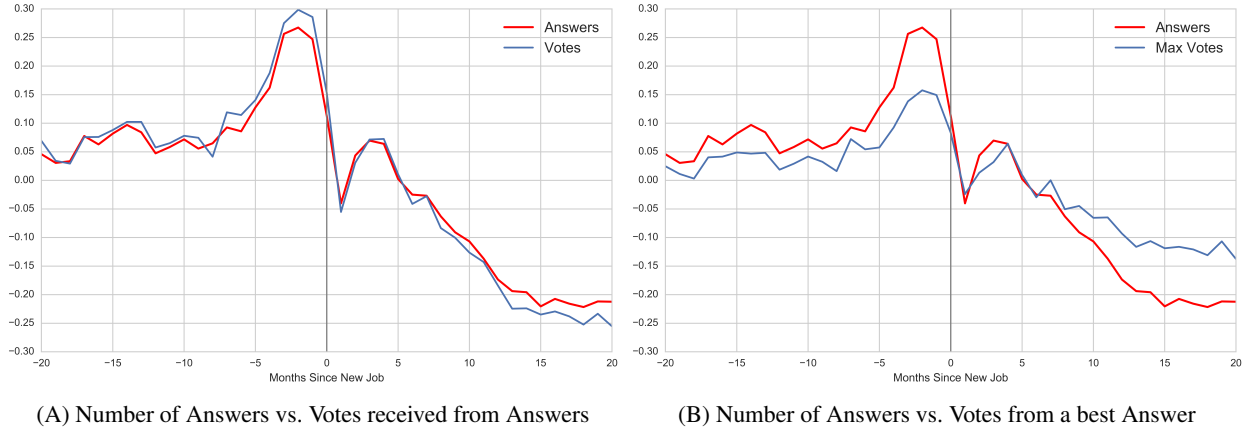 0.30
0.25
0.20
0.15
0.10
0.05
0.00
−0.05
−0.10
−0.15
−0.20
−0.25
−0.30
−20 −15 −10 −5 0 5 10 15 20
Months Since New Job
Answers
Votes
(A) Number of Answers vs. Votes received from Answers
0.30
0.25
0.20
0.15
0.10
0.05
0.00
−0.05
−0.10
−0.15
−0.20
−0.25
−0.30
−20 −15 −10 −5 0 5 10 15 20
Months Since New Job
Answers
Max Votes
(B) Number of Answers vs. Votes from a best Answer